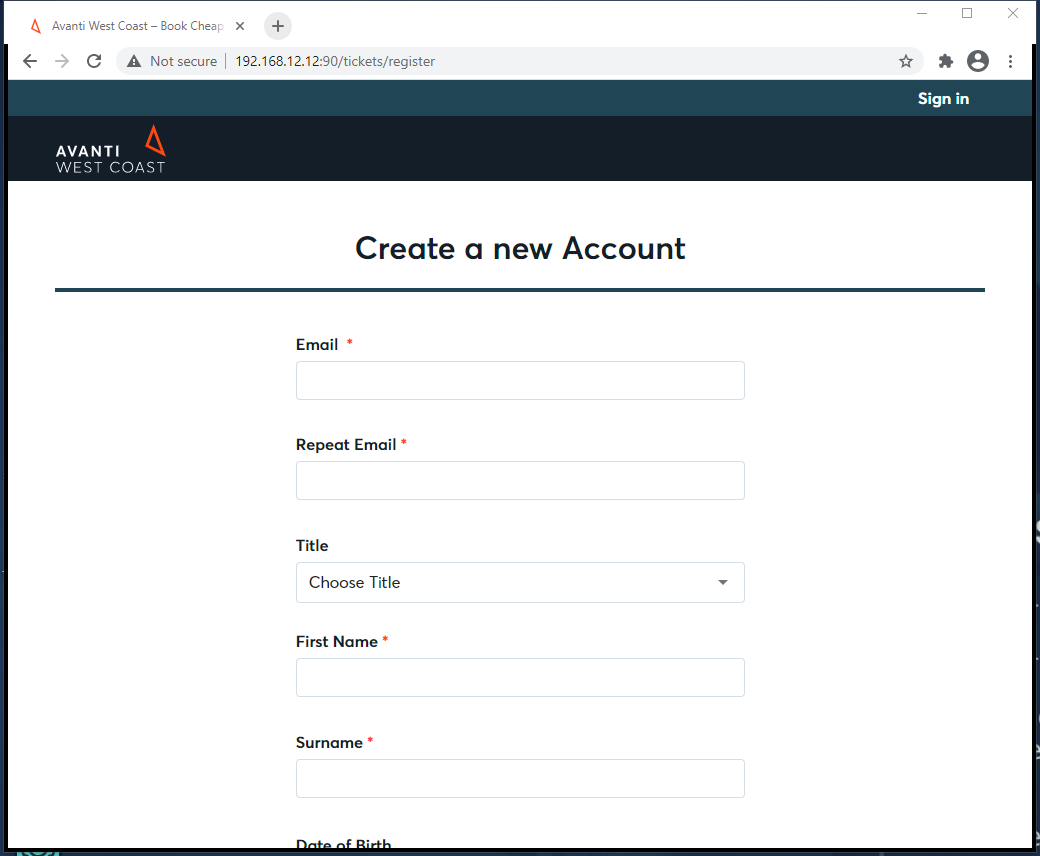 Avanti West Coast – Book Cheap
Not secure | 192.168.12.12:90/tickets/register
Sign in
AVANTI
WEST COAST
Create a new Account
Email *
Repeat Email *
Title
Choose Title
First Name *
Surname *
Date of Birth